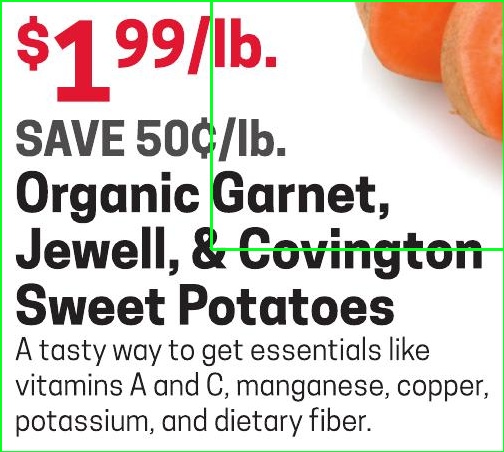 $1 99/lb.
SAVE 50¢/lb.
Organic Garnet,
Jewell, & Covington
Sweet Potatoes
A tasty way to get essentials like
vitamins A and C, manganese, copper,
potassium, and dietary fiber.